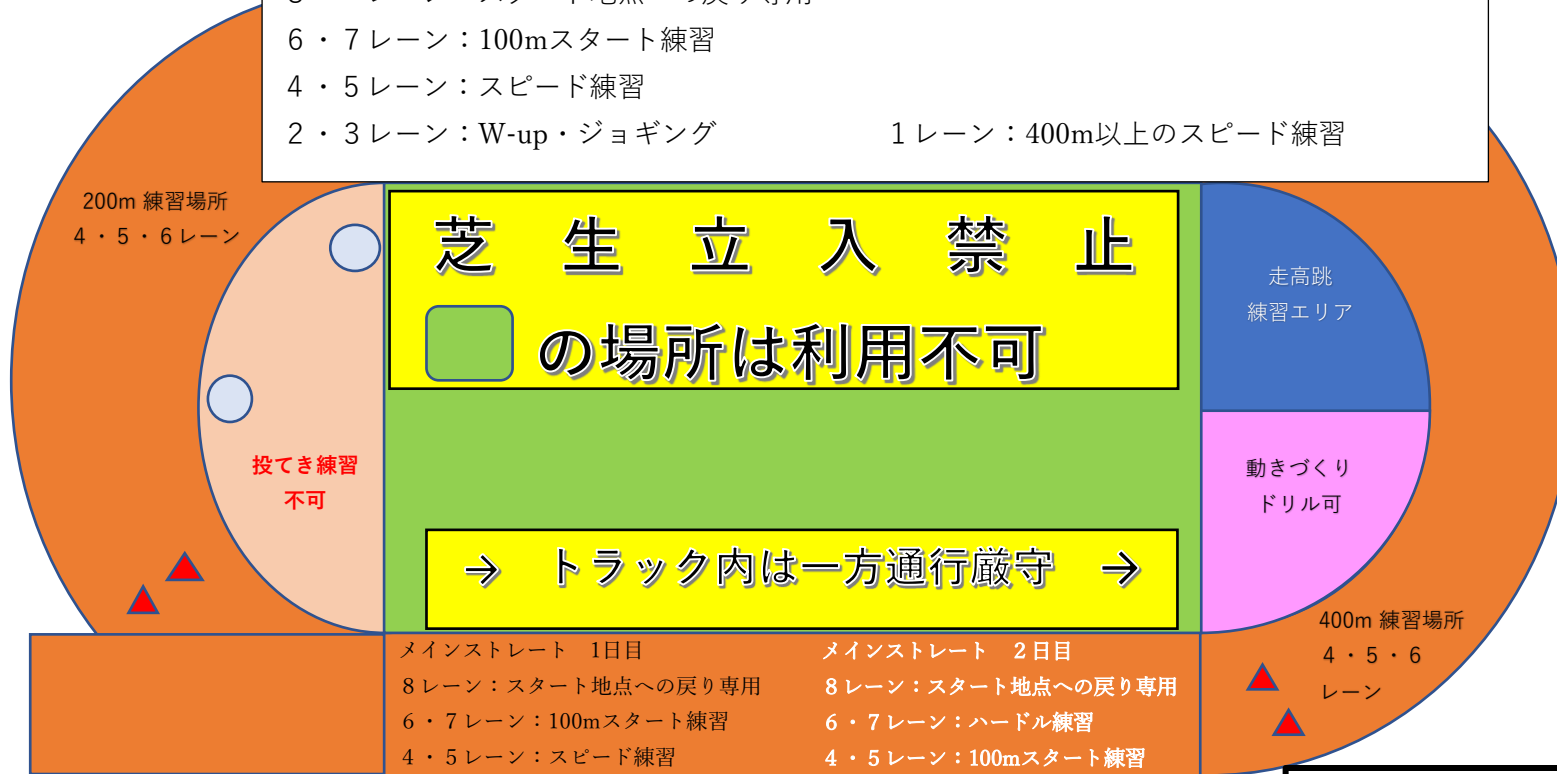 ６・７レーン：100mスタート練習
４・５レーン：スピード練習
２・３レーン：W-up・ジョギング　　　　１レーン：400m以上のスピード練習
200m 練習場所
４・５・６レーン
芝　生　立　入　禁　止
の場所は利用不可
走高跳
練習エリア
投てき練習
不可
動きづくり
ドリル可
→　トラック内は一方通行厳守　→
400m 練習場所
４・５・６
レーン
メインストレート　1日目
８レーン：スタート地点への戻り専用
６・７レーン：100mスタート練習
４・５レーン：スピード練習
メインストレート　２日目
８レーン：スタート地点への戻り専用
６・７レーン：ハードル練習
４・５レーン：100mスタート練習